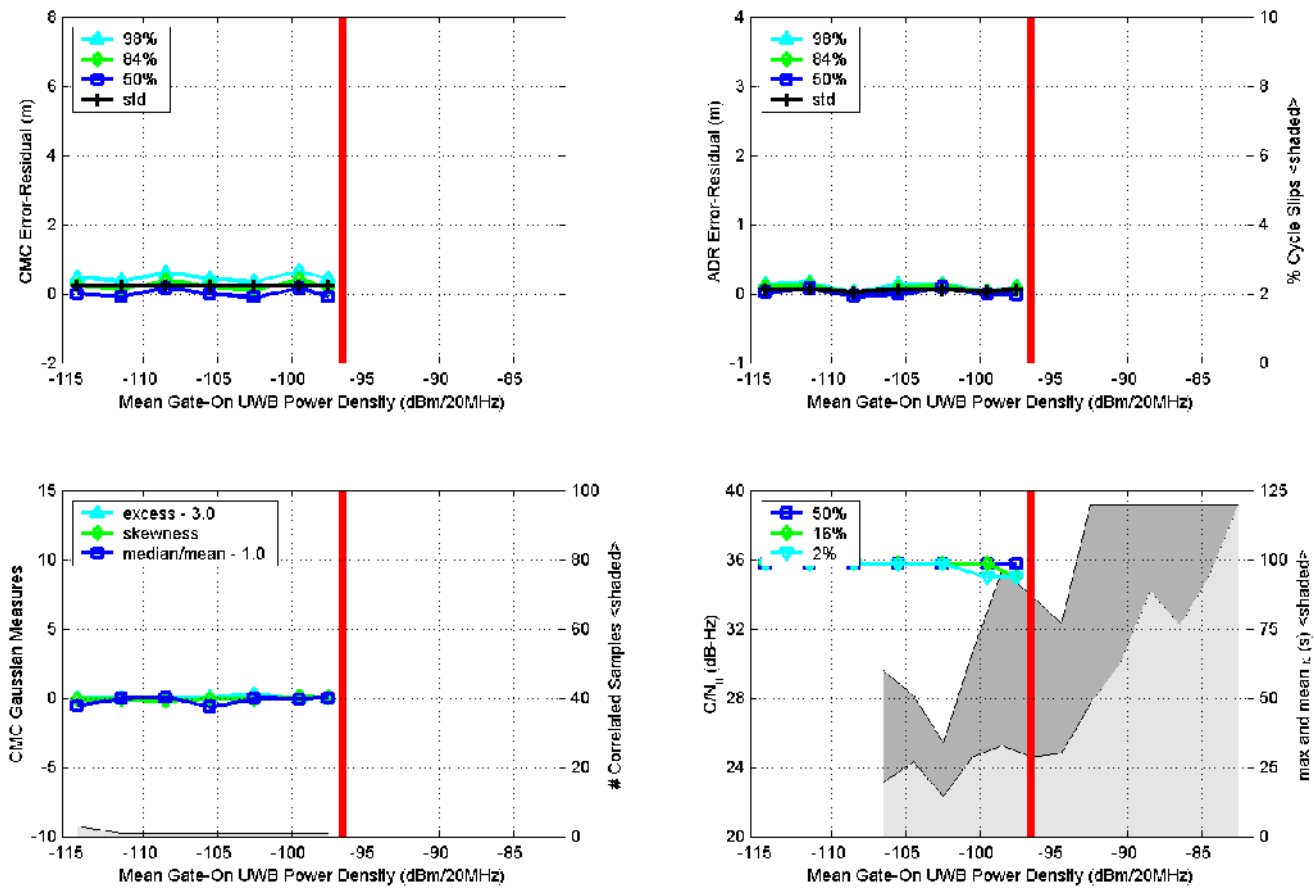 8
6
4
2
0
-2
98%
84%
50%
std
CMC Error-Residual (m)
-115 -110 -105 -100 -95 -90 -85
Mean Gate-On UWB Power Density (dBm/20MHz)
4
3
2
1
0
-1
98%
84%
50%
std
ADR Error-Residual (m)
10
8
6
4
2
0
% Cycle Slips <shaded>
-115 -110 -105 -100 -95 -90 -85
Mean Gate-On UWB Power Density (dBm/20MHz)
15
10
5
0
-5
-10
excess - 3.0
skewness
median/mean - 1.0
CMC Gaussian Measures
100
80
60
40
20
0
# Correlated Samples <shaded>
-115 -110 -105 -100 -95 -90 -85
Mean Gate-On UWB Power Density (dBm/20MHz)
40
36
32
28
24
20
50%
16%
2%
C/N (dB-Hz)
125
100
75
50
25
0
max and mean (s) <shaded>
-115 -110 -105 -100 -95 -90 -85
Mean Gate-On UWB Power Density (dBm/20MHz)